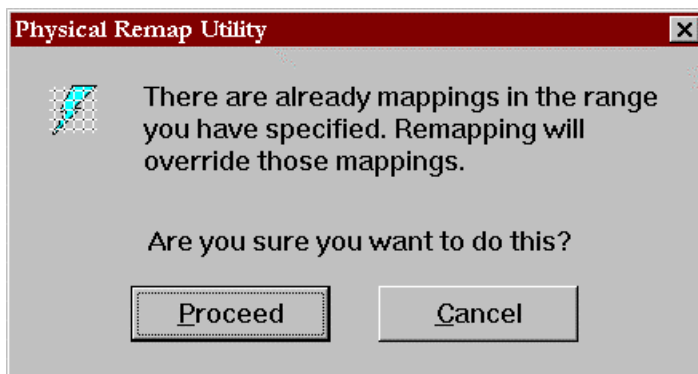 Physical Remap Utility
There are already mappings in the range
you have specified. Remapping will
override those mappings.
Are you sure you want to do this?
Proceed
Cancel